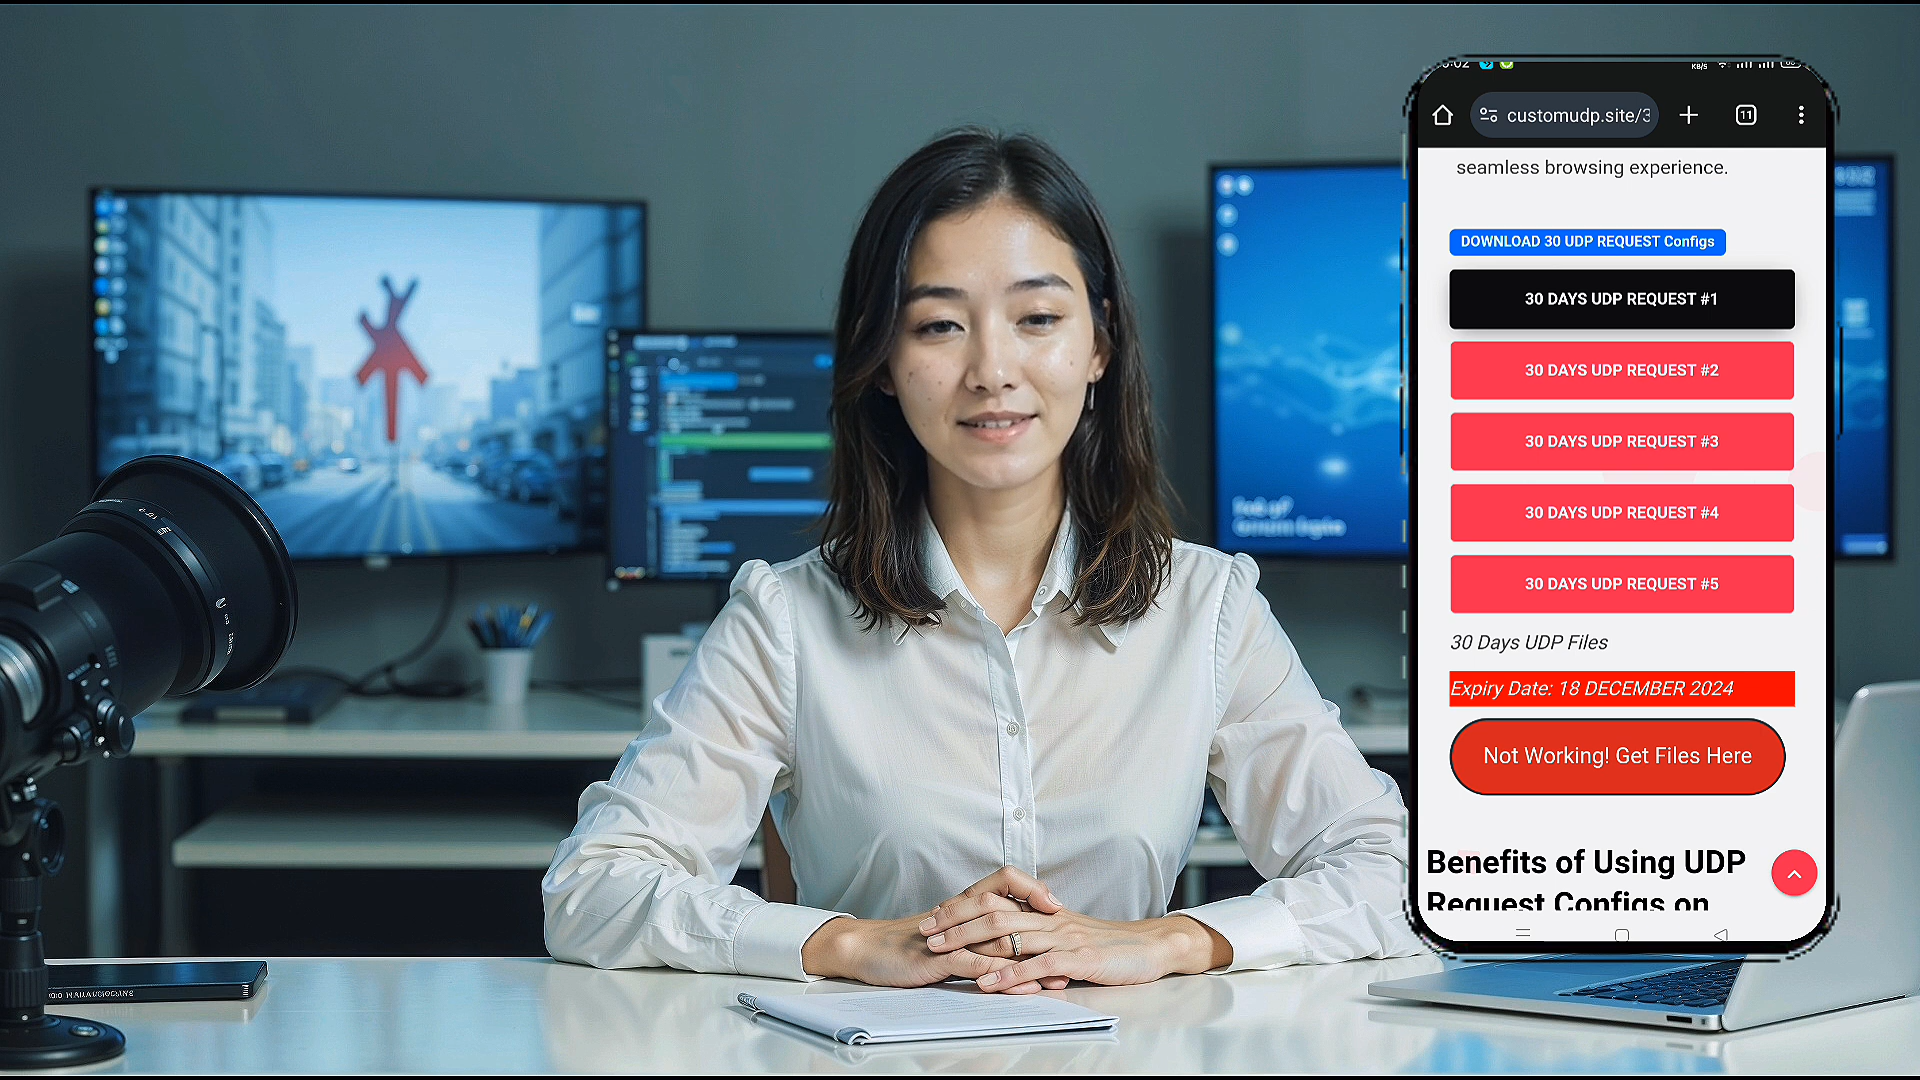 customudp.site/3
11
seamless browsing experience.
DOWNLOAD 30 UDP REQUEST Configs
30 DAYS UDP REQUEST #1
30 DAYS UDP REQUEST #2
30 DAYS UDP REQUEST #3
30 DAYS UDP REQUEST #4
30 DAYS UDP REQUEST #5
30 Days UDP Files
Expiry Date: 18 DECEMBER 2024
Not Working! Get Files Here
Benefits of Using UDP
Request Configs on